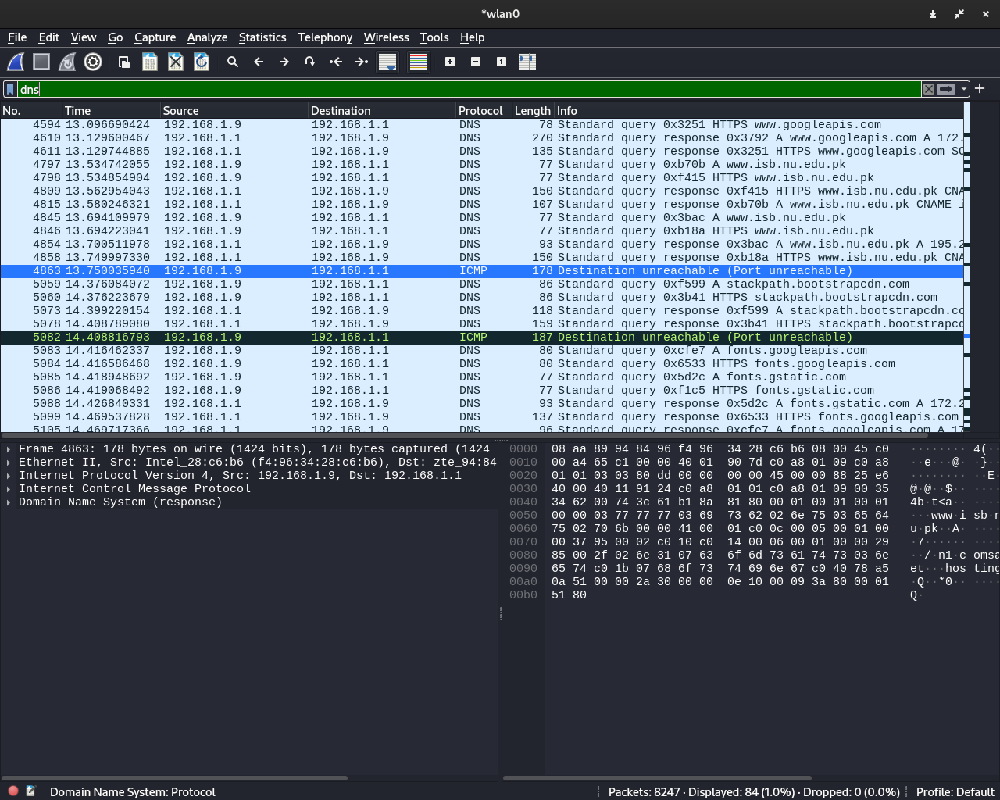 *wlan0
File Edit View Go Capture Analyze Statistics Telephony Wireless Tools Help
dns
No. Time Source Destination Protocol Length Info
4594 13.096690424 192.168.1.9 192.168.1.1 DNS 78 Standard query 0x3251 HTTPS www.googleapis.com
4610 13.129600467 192.168.1.1 192.168.1.9 DNS 270 Standard query response 0x3792 A www.googleapis.com A 172.
4611 13.129744885 192.168.1.1 192.168.1.9 DNS 135 Standard query response 0x3251 HTTPS www.googleapis.com SO
4797 13.534742055 192.168.1.9 192.168.1.1 DNS 77 Standard query 0xb70b A www.isb.nu.edu.pk
4798 13.534854904 192.168.1.9 192.168.1.1 DNS 77 Standard query 0xf415 HTTPS www.isb.nu.edu.pk
4809 13.562954043 192.168.1.1 192.168.1.9 DNS 150 Standard query response 0xf415 HTTPS www.isb.nu.edu.pk CNA
4815 13.580246321 192.168.1.1 192.168.1.9 DNS 107 Standard query response 0xb70b A www.isb.nu.edu.pk CNAME i
4845 13.694109979 192.168.1.9 192.168.1.1 DNS 77 Standard query 0x3bac A www.isb.nu.edu.pk
4846 13.694223041 192.168.1.9 192.168.1.1 DNS 77 Standard query 0xb18a HTTPS www.isb.nu.edu.pk
4854 13.700511978 192.168.1.1 192.168.1.9 DNS 93 Standard query response 0x3bac A www.isb.nu.edu.pk A 195.2
4858 13.749997330 192.168.1.1 192.168.1.9 DNS 150 Standard query response 0xb18a HTTPS www.isb.nu.edu.pk CNA
4863 13.750035940 192.168.1.9 192.168.1.1 ICMP 178 Destination unreachable (Port unreachable)
5059 14.376084072 192.168.1.9 192.168.1.1 DNS 86 Standard query 0xf599 A stackpath.bootstrapcdn.com
5060 14.376223679 192.168.1.9 192.168.1.1 DNS 86 Standard query 0x3b41 HTTPS stackpath.bootstrapcdn.com
5073 14.399220154 192.168.1.1 192.168.1.9 DNS 118 Standard query response 0xf599 A stackpath.bootstrapcdn.co
5078 14.408789080 192.168.1.1 192.168.1.9 DNS 159 Standard query response 0x3b41 HTTPS stackpath.bootstrapcd
5082 14.408816793 192.168.1.9 192.168.1.1 ICMP 187 Destination unreachable (Port unreachable)
5083 14.416462337 192.168.1.9 192.168.1.1 DNS 80 Standard query 0xcfe7 A fonts.googleapis.com
5084 14.416586468 192.168.1.9 192.168.1.1 DNS 80 Standard query 0x6533 HTTPS fonts.googleapis.com
5085 14.418948692 192.168.1.9 192.168.1.1 DNS 77 Standard query 0x5d2c A fonts.gstatic.com
5086 14.419068492 192.168.1.9 192.168.1.1 DNS 77 Standard query 0xf1c5 HTTPS fonts.gstatic.com
5088 14.426840331 192.168.1.1 192.168.1.9 DNS 93 Standard query response 0x5d2c A fonts.gstatic.com A 172.2
5099 14.469537828 192.168.1.1 192.168.1.9 DNS 137 Standard query response 0x6533 HTTPS fonts.googleapis.com
5105 14.469717366 192.168.1.1 192.168.1.9 DNS 96 Standard query response 0xcfe7 A fonts.googleapis.com A 17
Frame 4863: 178 bytes on wire (1424 bits), 178 bytes captured (1424
Ethernet II, Src: Intel_28:c6:b6 (f4:96:34:28:c6:b6), Dst: zte_94:84
Internet Protocol Version 4, Src: 192.168.1.9, Dst: 192.168.1.1
Internet Control Message Protocol
Domain Name System (response)
0000 08 aa 89 94 84 96 f4 96 34 28 c6 b6 08 00 45 c0 ········ 4(··
0010 00 a4 65 c1 00 00 40 01 90 7d c0 a8 01 09 c0 a8 ··e···@· ·}··
0020 01 01 03 03 80 dd 00 00 00 00 45 00 00 88 25 e6 ········ ··E·
0030 40 00 40 11 91 24 c0 a8 01 01 c0 a8 01 09 00 35 @·@··$·· ····
0040 34 62 00 74 3c 61 b1 8a 81 80 00 01 00 01 00 01 4b·t<a·· ····
0050 00 00 03 77 77 77 03 69 73 62 02 6e 75 03 65 64 ···www·i sb·n
0060 75 02 70 6b 00 00 41 00 01 c0 0c 00 05 00 01 00 u·pk··A· ····
0070 00 37 95 00 02 c0 10 c0 14 00 06 00 01 00 00 29 ·7······ ····
0080 85 00 2f 02 6e 31 07 63 6f 6d 73 61 74 73 03 6e ··/·n1·c omsa
0090 65 74 c0 1b 07 68 6f 73 74 69 6e 67 c0 40 78 a5 et···hos ting
00a0 0a 51 00 00 2a 30 00 00 0e 10 00 09 3a 80 00 01 ·Q··*0·· ····
00b0 51 80 Q·
Domain Name System: Protocol
Packets: 8247 · Displayed: 84 (1.0%) · Dropped: 0 (0.0%)
Profile: Default